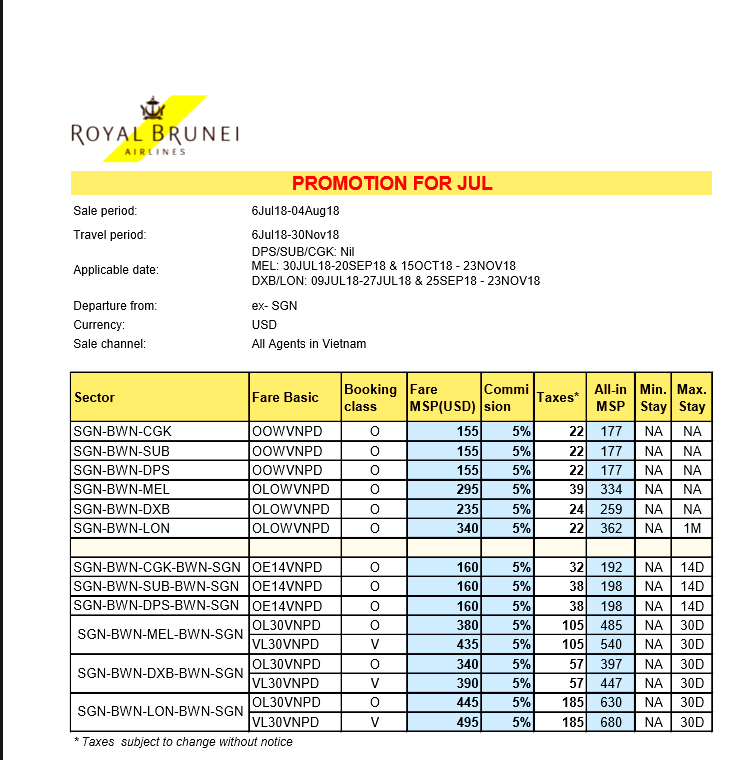 ROYAL BRUNEI
AIRLINES
PROMOTION FOR JUL
Sale period: 6Jul18-04Aug18
Travel period: 6Jul18-30Nov18
DPS/SUB/CGK: Nil
Applicable date: MEL: 30JUL18-20SEP18 & 15OCT18 - 23NOV18
DXB/LON: 09JUL18-27JUL18 & 25SEP18 - 23NOV18
Departure from: ex- SGN
Currency: USD
Sale channel: All Agents in Vietnam
Sector Fare Basic Booking class Fare MSP(USD) Commi sion Taxes* All-in MSP Min. Stay Max. Stay
SGN-BWN-CGK OOWVNPD O 155 5% 22 177 NA NA
SGN-BWN-SUB OOWVNPD O 155 5% 22 177 NA NA
SGN-BWN-DPS OOWVNPD O 155 5% 22 177 NA NA
SGN-BWN-MEL OLOWVNPD O 295 5% 39 334 NA NA
SGN-BWN-DXB OLOWVNPD O 235 5% 24 259 NA NA
SGN-BWN-LON OLOWVNPD O 340 5% 22 362 NA 1M
SGN-BWN-CGK-BWN-SGN OE14VNPD O 160 5% 32 192 NA 14D
SGN-BWN-SUB-BWN-SGN OE14VNPD O 160 5% 38 198 NA 14D
SGN-BWN-DPS-BWN-SGN OE14VNPD O 160 5% 38 198 NA 14D
SGN-BWN-MEL-BWN-SGN OL30VNPD O 380 5% 105 485 NA 30D
VL30VNPD V 435 5% 105 540 NA 30D
SGN-BWN-DXB-BWN-SGN OL30VNPD O 340 5% 57 397 NA 30D
VL30VNPD V 390 5% 57 447 NA 30D
SGN-BWN-LON-BWN-SGN OL30VNPD O 445 5% 185 630 NA 30D
VL30VNPD V 495 5% 185 680 NA 30D
* Taxes subject to change without notice